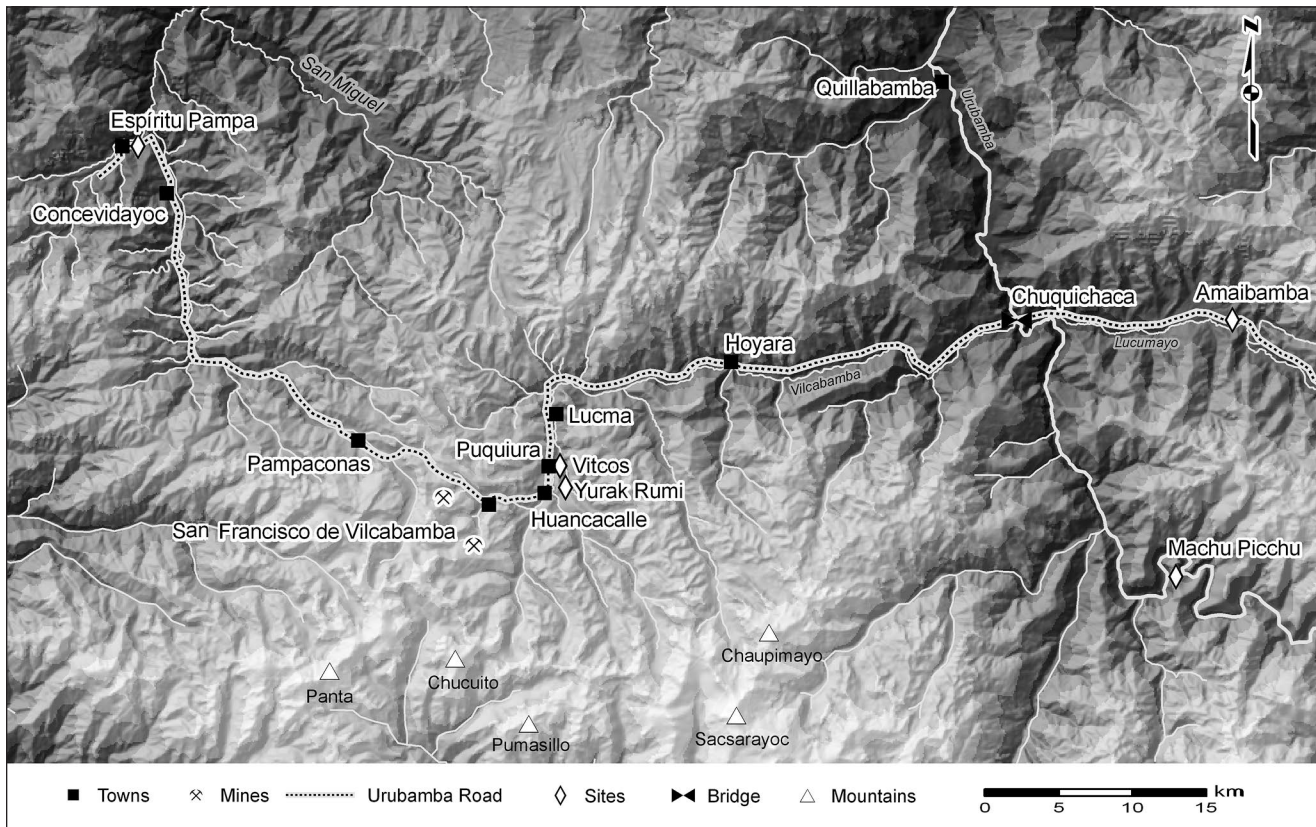 San Miguel
Quillabamba
Urubamba
N
Espíritu Pampa
Concevidayoc
Chuquichaca
Amaibamba
Lucumayo
Hoyara
Vilcabamba
Lucma
Puquiura
Vitcos
Pampaconas
Yurak Rumi
Huancacalle
San Francisco de Vilcabamba
Machu Picchu
Chaupimayo
Chucuito
Panta
Sacsarayoc
Pumasillo
Towns Mines Urubamba Road Sites Bridge Mountains
km
0 5 10 15